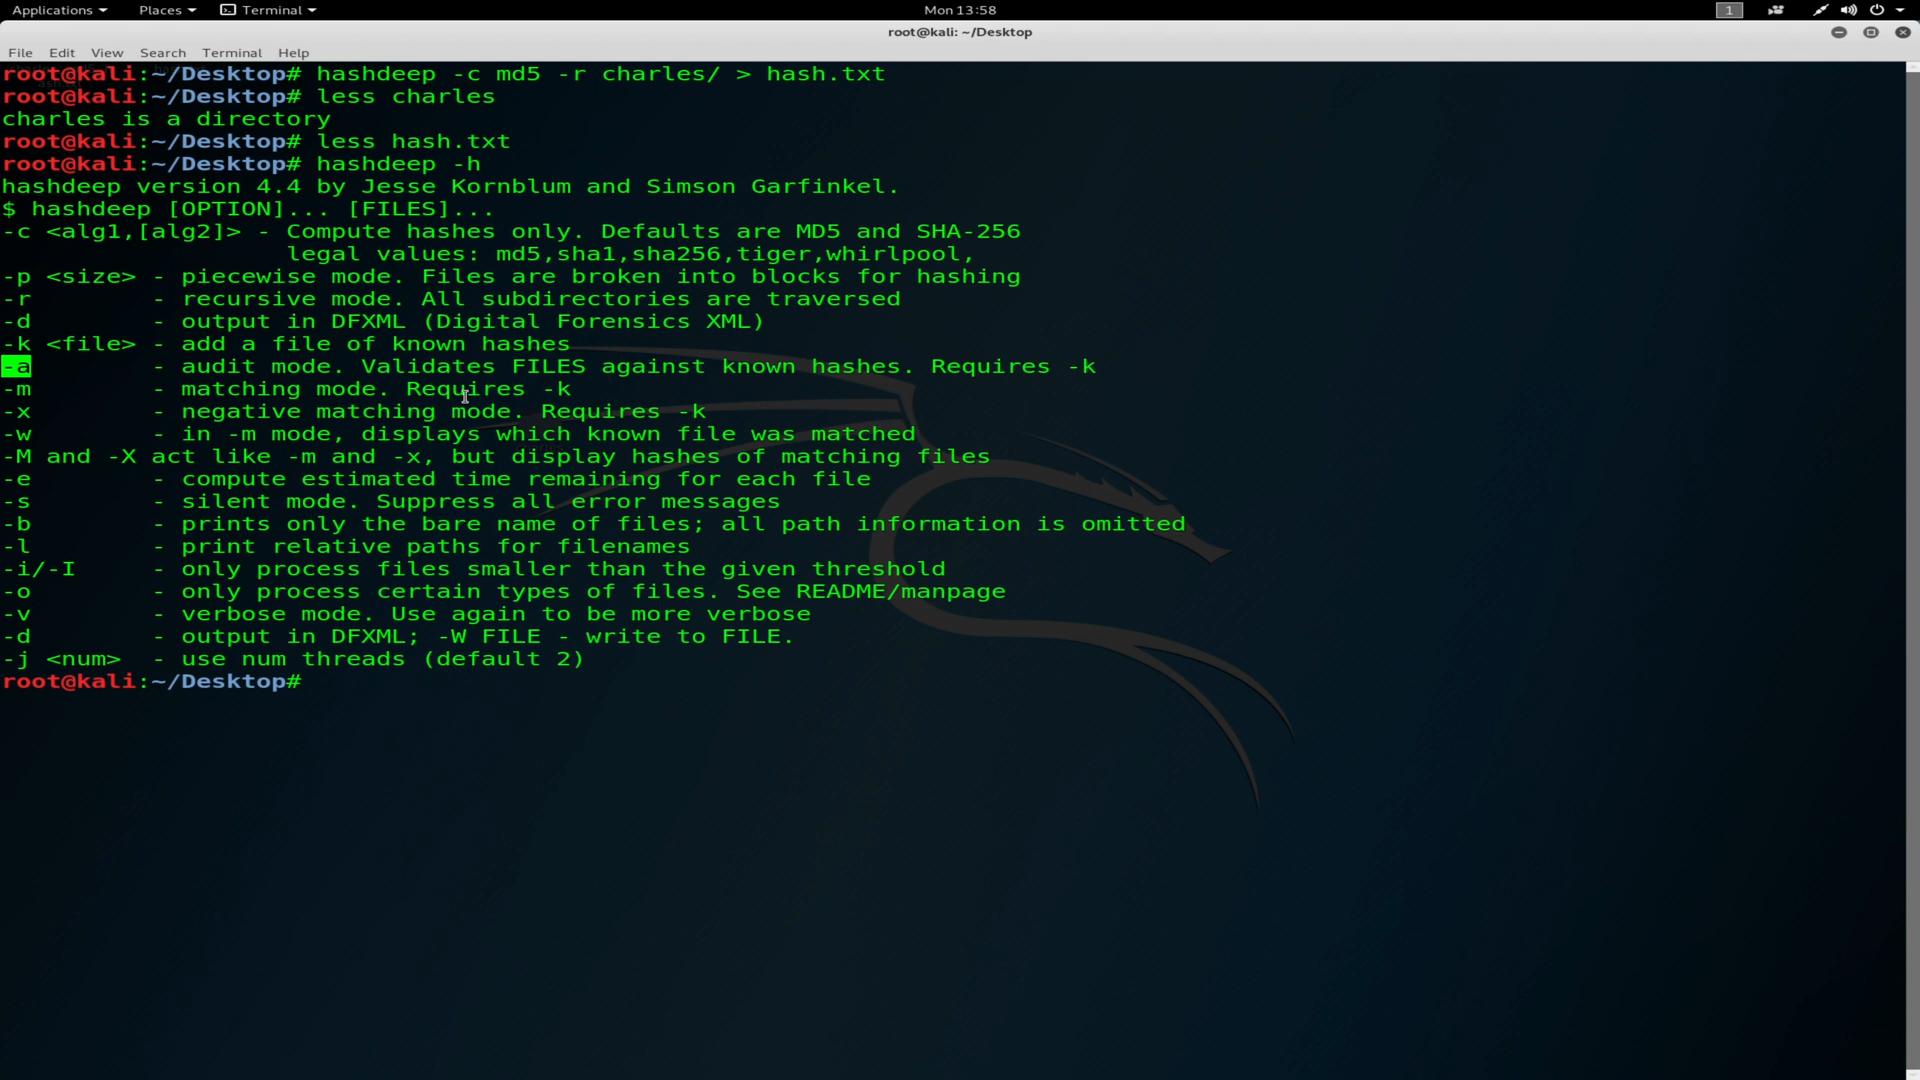 Applications Places Terminal Mon 13:58 1
root@kali: ~/Desktop
File Edit View Search Terminal Help
root@kali:~/Desktop# hashdeep -c md5 -r charles/ > hash.txt
root@kali:~/Desktop# less charles
charles is a directory
root@kali:~/Desktop# less hash.txt
root@kali:~/Desktop# hashdeep -h
hashdeep version 4.4 by Jesse Kornblum and Simson Garfinkel.
$ hashdeep [OPTION]... [FILES]...
-c <alg1,[alg2]> - Compute hashes only. Defaults are MD5 and SHA-256
                   legal values: md5,sha1,sha256,tiger,whirlpool,
-p <size> - piecewise mode. Files are broken into blocks for hashing
-r        - recursive mode. All subdirectories are traversed
-d        - output in DFXML (Digital Forensics XML)
-k <file> - add a file of known hashes
-a        - audit mode. Validates FILES against known hashes. Requires -k
-m        - matching mode. Requires -k
-x        - negative matching mode. Requires -k
-w        - in -m mode, displays which known file was matched
-M and -X act like -m and -x, but display hashes of matching files
-e        - compute estimated time remaining for each file
-s        - silent mode. Suppress all error messages
-b        - prints only the bare name of files; all path information is omitted
-l        - print relative paths for filenames
-i/-I     - only process files smaller than the given threshold
-o        - only process certain types of files. See README/manpage
-v        - verbose mode. Use again to be more verbose
-d        - output in DFXML; -W FILE - write to FILE.
-j <num>  - use num threads (default 2)
root@kali:~/Desktop#